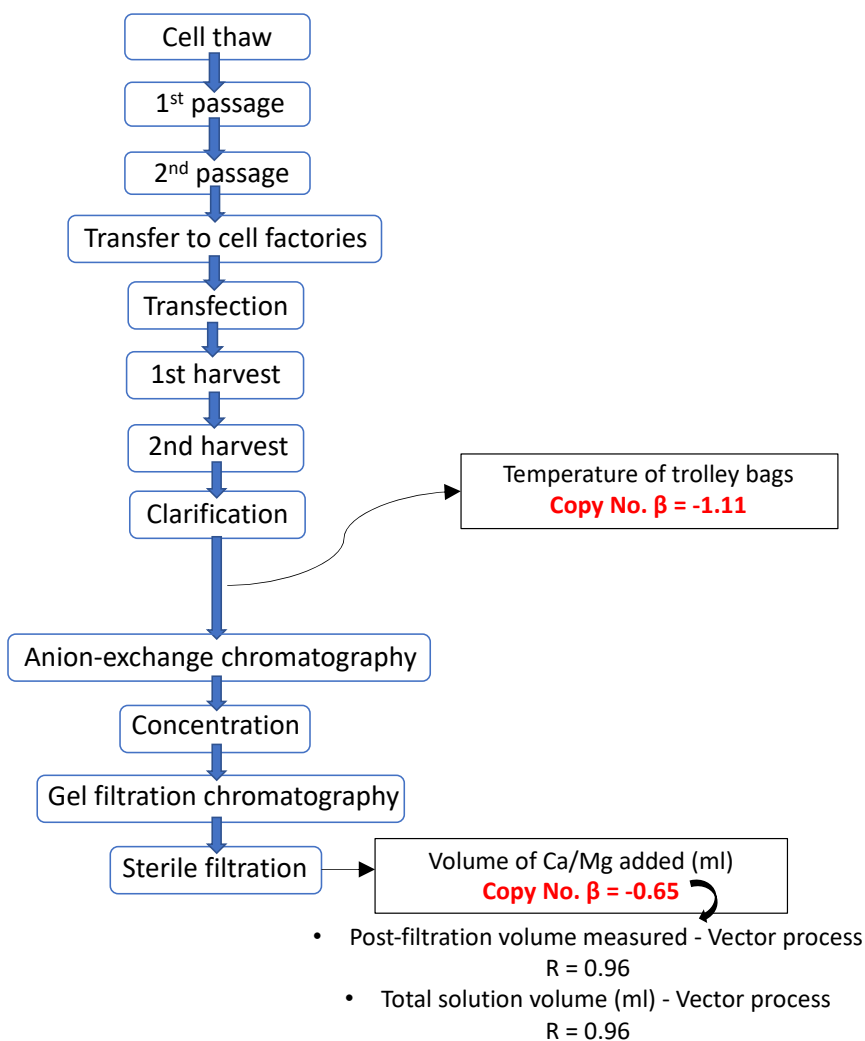 Cell thaw
1st passage
2nd passage
Transfer to cell factories
Transfection
1st harvest
2nd harvest
Clarification
Temperature of trolley bags
Copy No. β = -1.11
Anion-exchange chromatography
Concentration
Gel filtration chromatography
Sterile filtration
Volume of Ca/Mg added (ml)
Copy No. β = -0.65
• Post-filtration volume measured - Vector process
R = 0.96
• Total solution volume (ml) - Vector process
R = 0.96